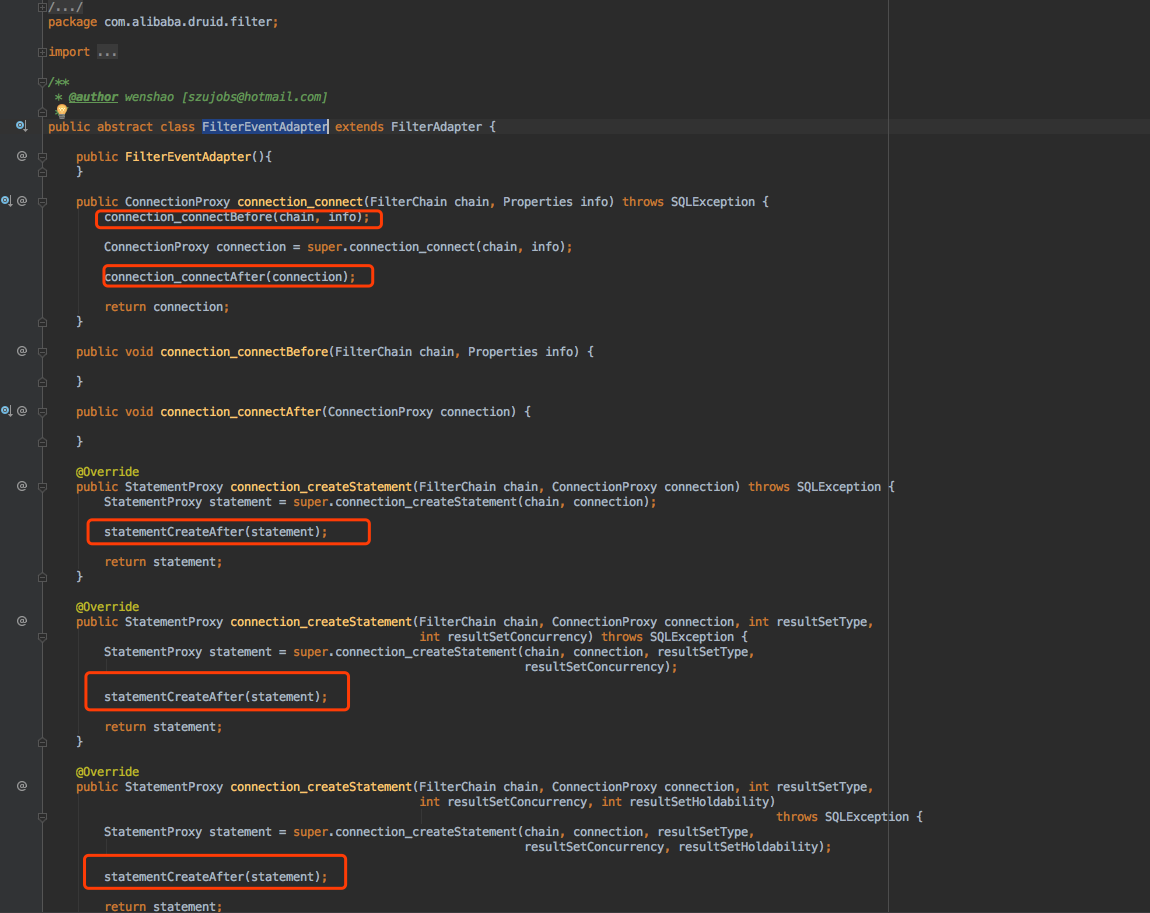 /.../
package com.alibaba.druid.filter;
import ...
/**
* @author wenshao [szujobs@hotmail.com]
public abstract class FilterEventAdapter extends FilterAdapter {
public FilterEventAdapter(){
}
public ConnectionProxy connection_connect(FilterChain chain, Properties info) throws SQLException {
connection_connectBefore(chain, info);
ConnectionProxy connection = super.connection_connect(chain, info);
connection_connectAfter(connection);
return connection;
}
public void connection_connectBefore(FilterChain chain, Properties info) {
}
public void connection_connectAfter(ConnectionProxy connection) {
}
@Override
public StatementProxy connection_createStatement(FilterChain chain, ConnectionProxy connection) throws SQLException {
StatementProxy statement = super.connection_createStatement(chain, connection);
statementCreateAfter(statement);
return statement;
}
@Override
public StatementProxy connection_createStatement(FilterChain chain, ConnectionProxy connection, int resultSetType,
int resultSetConcurrency) throws SQLException {
StatementProxy statement = super.connection_createStatement(chain, connection, resultSetType,
resultSetConcurrency);
statementCreateAfter(statement);
return statement;
}
@Override
public StatementProxy connection_createStatement(FilterChain chain, ConnectionProxy connection, int resultSetType,
int resultSetConcurrency, int resultSetHoldability)
throws SQLException {
StatementProxy statement = super.connection_createStatement(chain, connection, resultSetType,
resultSetConcurrency, resultSetHoldability);
statementCreateAfter(statement);
return statement;